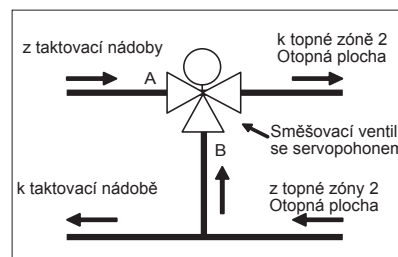 z taktovací nádoby
k topné zóně 2
Otopná plocha
A
Směšovací ventil
se servopohonem
B
k taktovací nádobě
z topné zóny 2
Otopná plocha